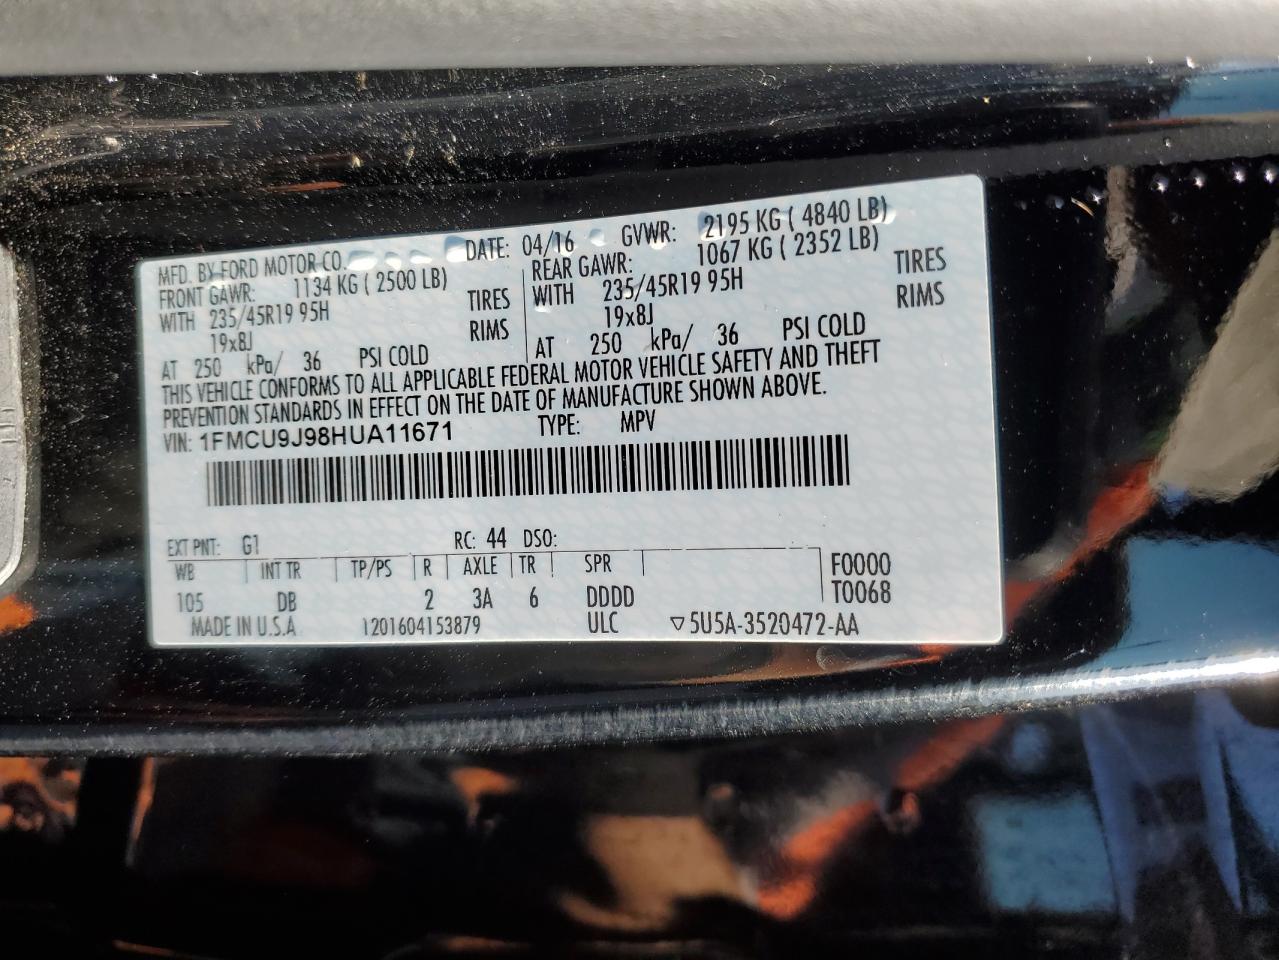 MFD. BY FORD MOTOR CO. DATE: 04/16 GVWR: 2195 KG ( 4840 LB)
FRONT GAWR: 1134 KG ( 2500 LB) REAR GAWR: 1067 KG ( 2352 LB)
WITH 235/45R19 95H TIRES WITH 235/45R19 95H TIRES
19x8J RIMS 19x8J RIMS
AT 250 kPa/ 36 PSI COLD AT 250 kPa/ 36 PSI COLD
THIS VEHICLE CONFORMS TO ALL APPLICABLE FEDERAL MOTOR VEHICLE SAFETY AND THEFT
PREVENTION STANDARDS IN EFFECT ON THE DATE OF MANUFACTURE SHOWN ABOVE.
VIN: 1FMCU9J98HUA11671 TYPE: MPV
EXT PNT: G1 RC: 44 DSO:
WB INT TR TP/PS R AXLE TR SPR F0000
105 DB 2 3A 6 DDDD T0068
MADE IN U.S.A 1201604153879 ULC ▽5U5A-3520472-AA